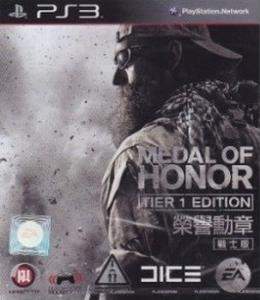 PS3
PlayStation Network
MEDAL OF
HONOR
TIER 1 EDITION
榮譽勳章
戰士版
DICE
EA